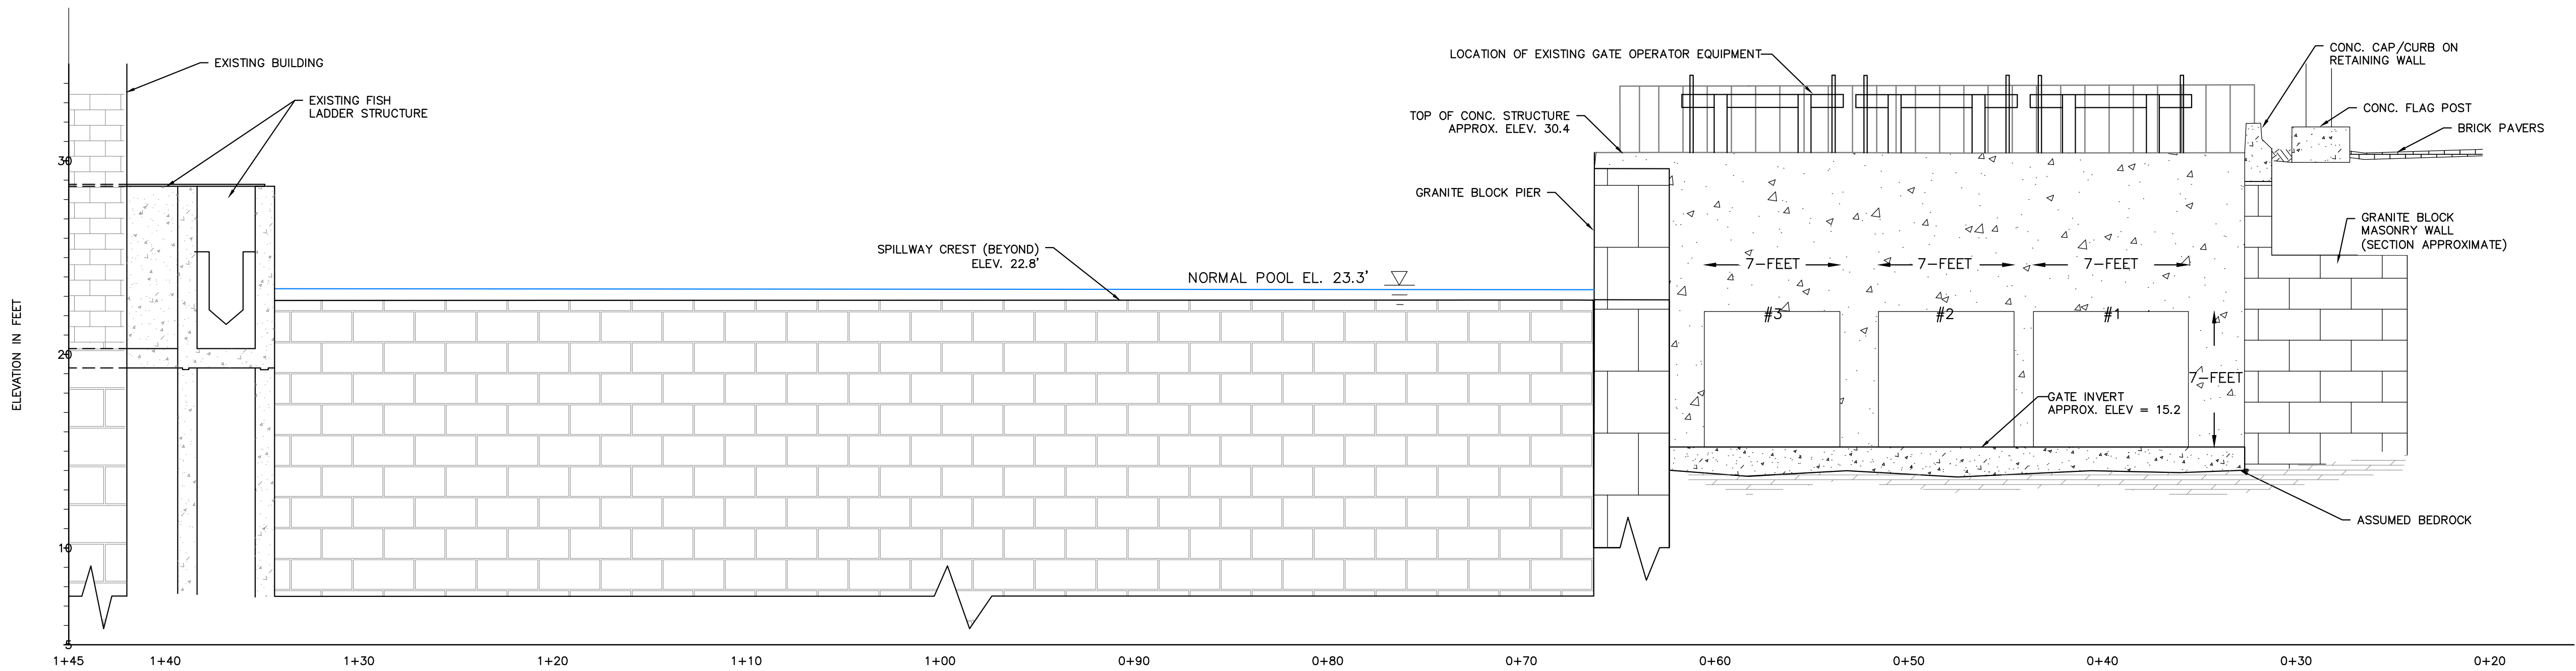 EXISTING BUILDING
EXISTING FISH
LADDER STRUCTURE
LOCATION OF EXISTING GATE OPERATOR EQUIPMENT
TOP OF CONC. STRUCTURE
APPROX. ELEV. 30.4
GRANITE BLOCK PIER
SPILLWAY CREST (BEYOND)
ELEV. 22.8'
NORMAL POOL EL. 23.3'
CONC. CAP/CURB ON
RETAINING WALL
CONC. FLAG POST
BRICK PAVERS
GRANITE BLOCK
MASONRY WALL
(SECTION APPROXIMATE)
7-FEET
7-FEET
7-FEET
#3
#2
#1
7-FEET
GATE INVERT
APPROX. ELEV = 15.2
ASSUMED BEDROCK
ELEVATION IN FEET
30
20
10
5
1+45
1+40
1+30
1+20
1+10
1+00
0+90
0+80
0+70
0+60
0+50
0+40
0+30
0+20